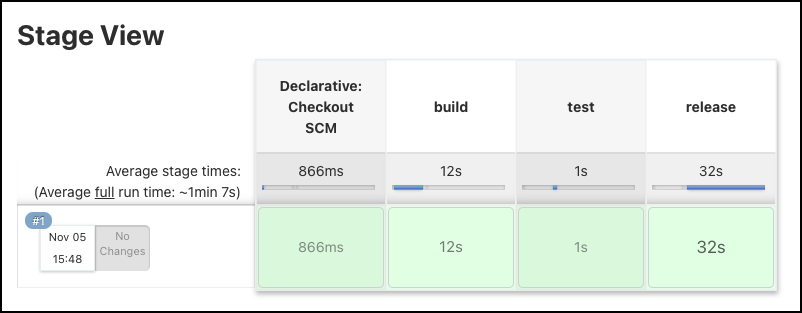 Stage View
Declarative:
Checkout
SCM
build
test
release
Average stage times:
(Average full run time: ~1min 7s)
866ms
12s
1s
32s
#1
Nov 05
15:48
No
Changes
866ms
12s
1s
32s